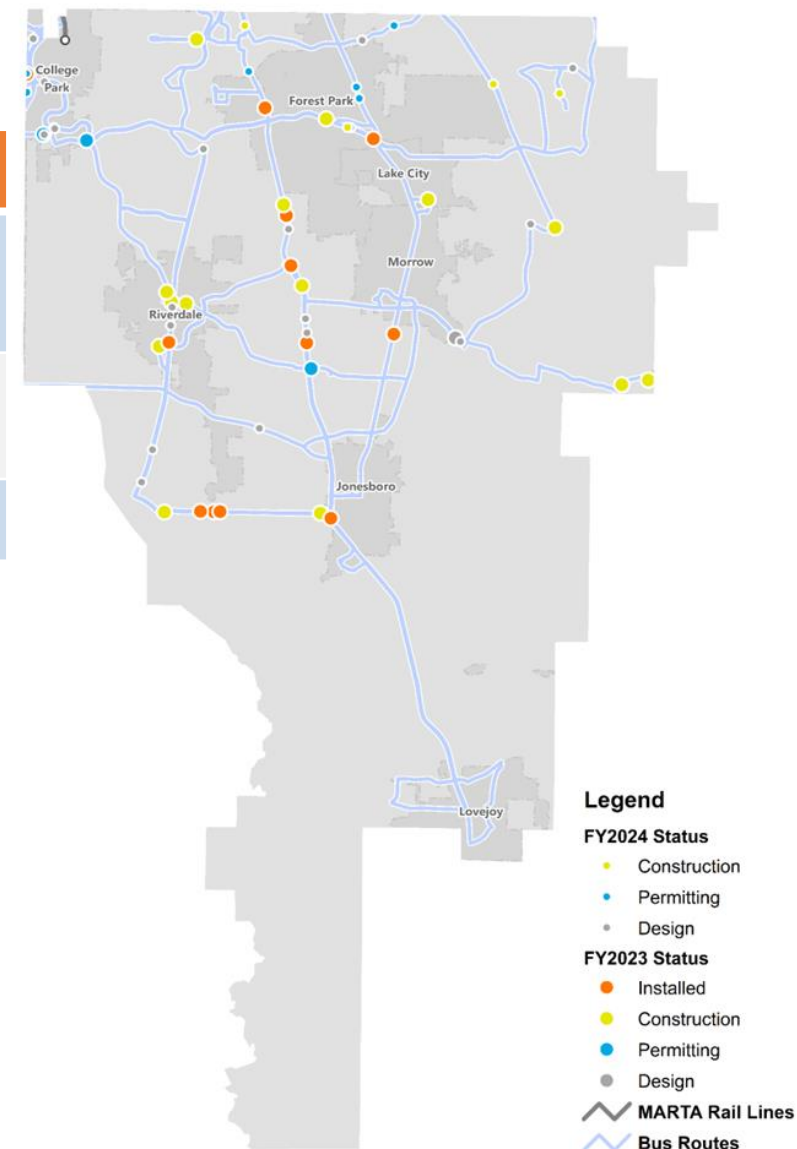 College
Park
Forest Park
Lake City
Morrow
Riverdale
Jonesboro
Lovejoy
Legend
FY2024 Status
Construction
Permitting
Design
FY2023 Status
Installed
Construction
Permitting
Design
MARTA Rail Lines
Bus Routes